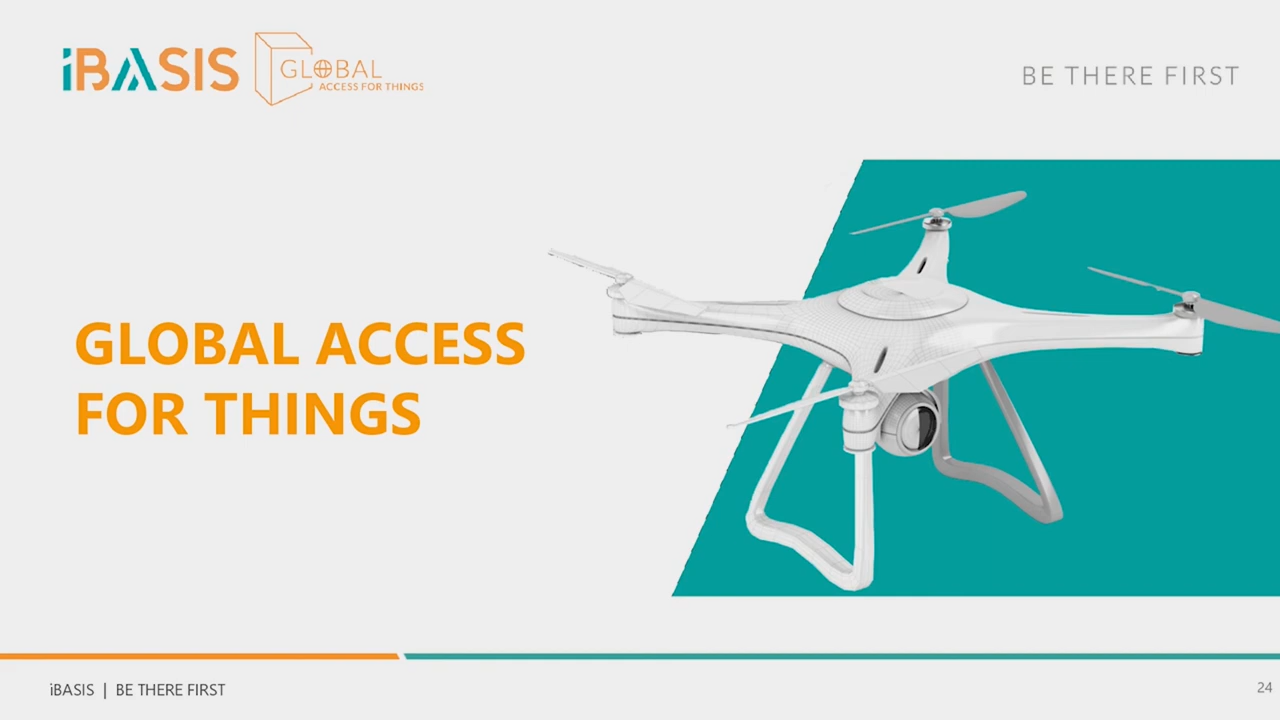 iBASIS
GLOBAL
ACCESS FOR THINGS
BE THERE FIRST
GLOBAL ACCESS
FOR THINGS
iBASIS | BE THERE FIRST
24